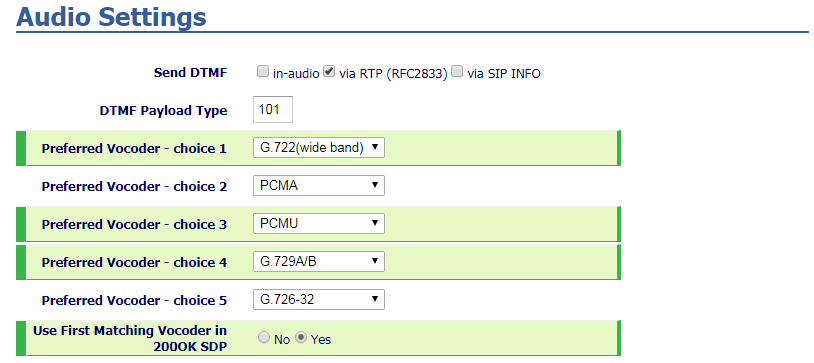 Audio Settings
Send DTMF in-audio via RTP (RFC2833) via SIP INFO
DTMF Payload Type 101
Preferred Vocoder - choice 1 G.722(wide band)
Preferred Vocoder - choice 2 PCMA
Preferred Vocoder - choice 3 PCMU
Preferred Vocoder - choice 4 G.729A/B
Preferred Vocoder - choice 5 G.726-32
Use First Matching Vocoder in
200OK SDP No Yes